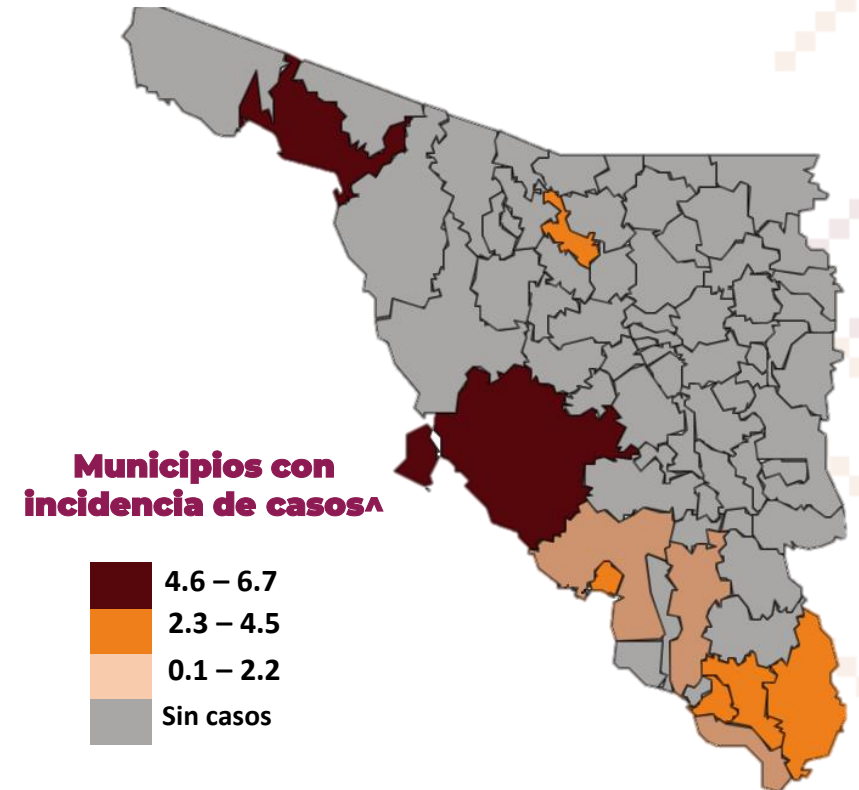 Municipios con
incidencia de casos^
4.6 – 6.7
2.3 – 4.5
0.1 – 2.2
Sin casos